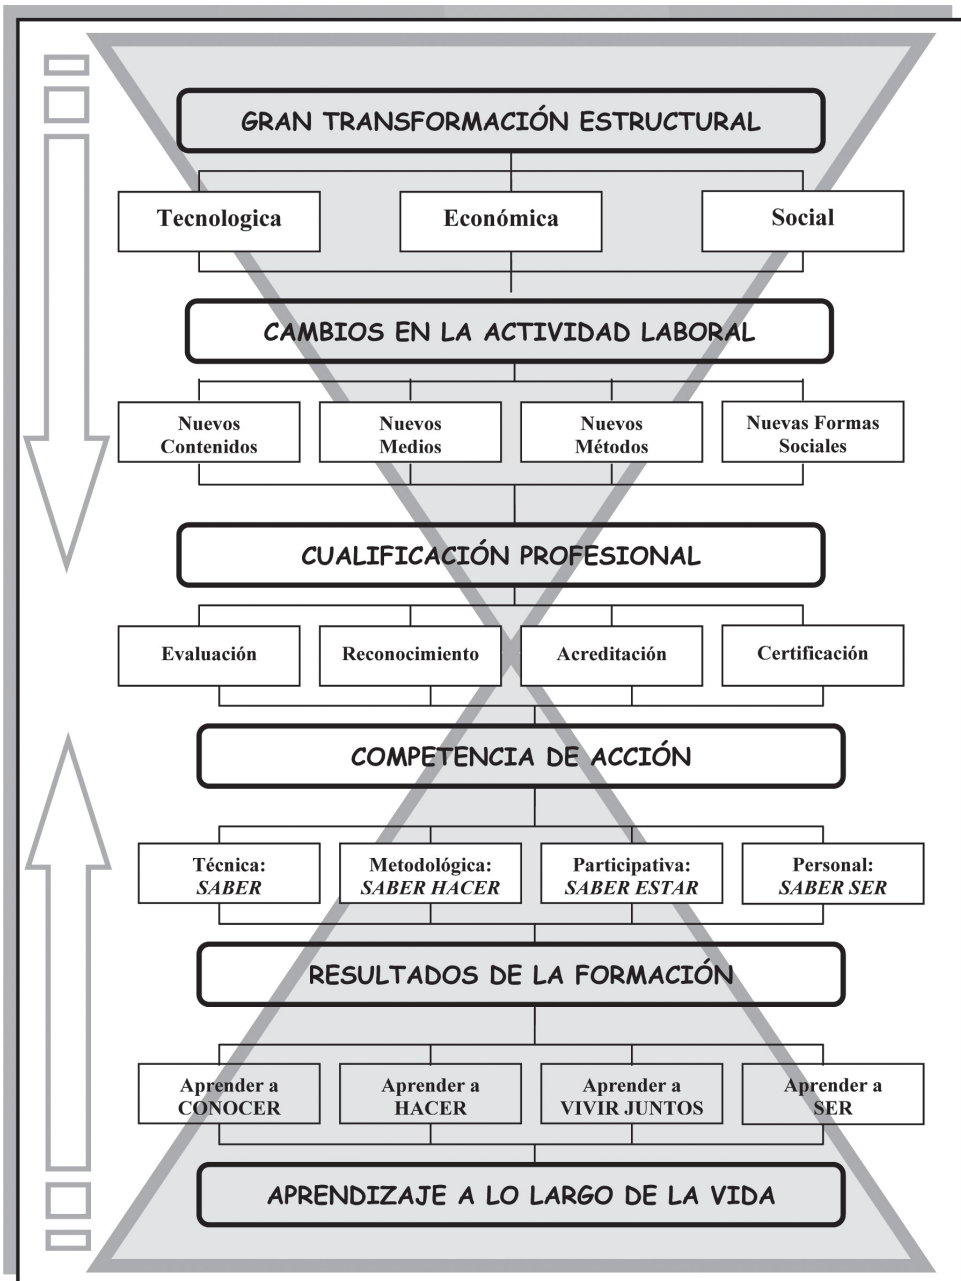 GRAN TRANSFORMACIÓN ESTRUCTURAL
Tecnologica
Económica
Social
CAMBIOS EN LA ACTIVIDAD LABORAL
Nuevos
Contenidos
Nuevos
Medios
Nuevos
Métodos
Nuevas Formas
Sociales
CUALIFICACIÓN PROFESIONAL
Evaluación
Reconocimiento
Acreditación
Certificación
COMPETENCIA DE ACCIÓN
Técnica:
SABER
Metodológica:
SABER HACER
Participativa:
SABER ESTAR
Personal:
SABER SER
RESULTADOS DE LA FORMACIÓN
Aprender a
CONOCER
Aprender a
HACER
Aprender a
VIVIR JUNTOS
Aprender a
SER
APRENDIZAJE A LO LARGO DE LA VIDA